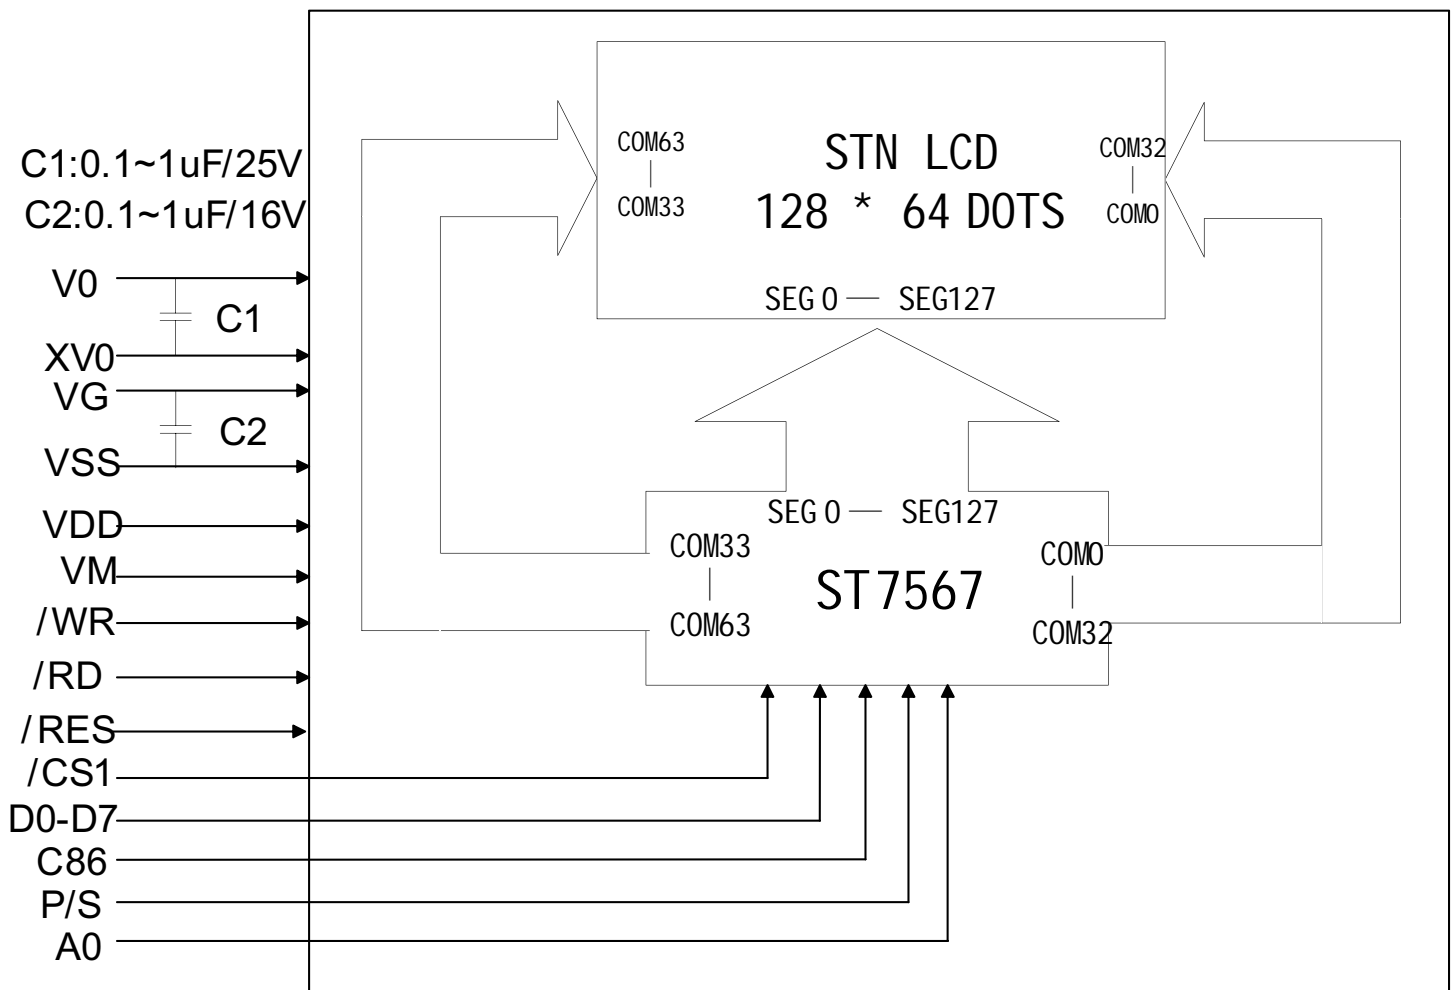 C1:0.1~1uF/25V
C2:0.1~1uF/16V
V0
C1
XV0
VG
C2
VSS
VDD
VM
/WR
/RD
/RES
/CS1
D0-D7
C86
P/S
A0
STN LCD
128 * 64 DOTS
COM63
COM33
COM32
COM0
SEG 0 — SEG127
SEG 0 — SEG127
COM33
COM63
ST7567
COM0
COM32